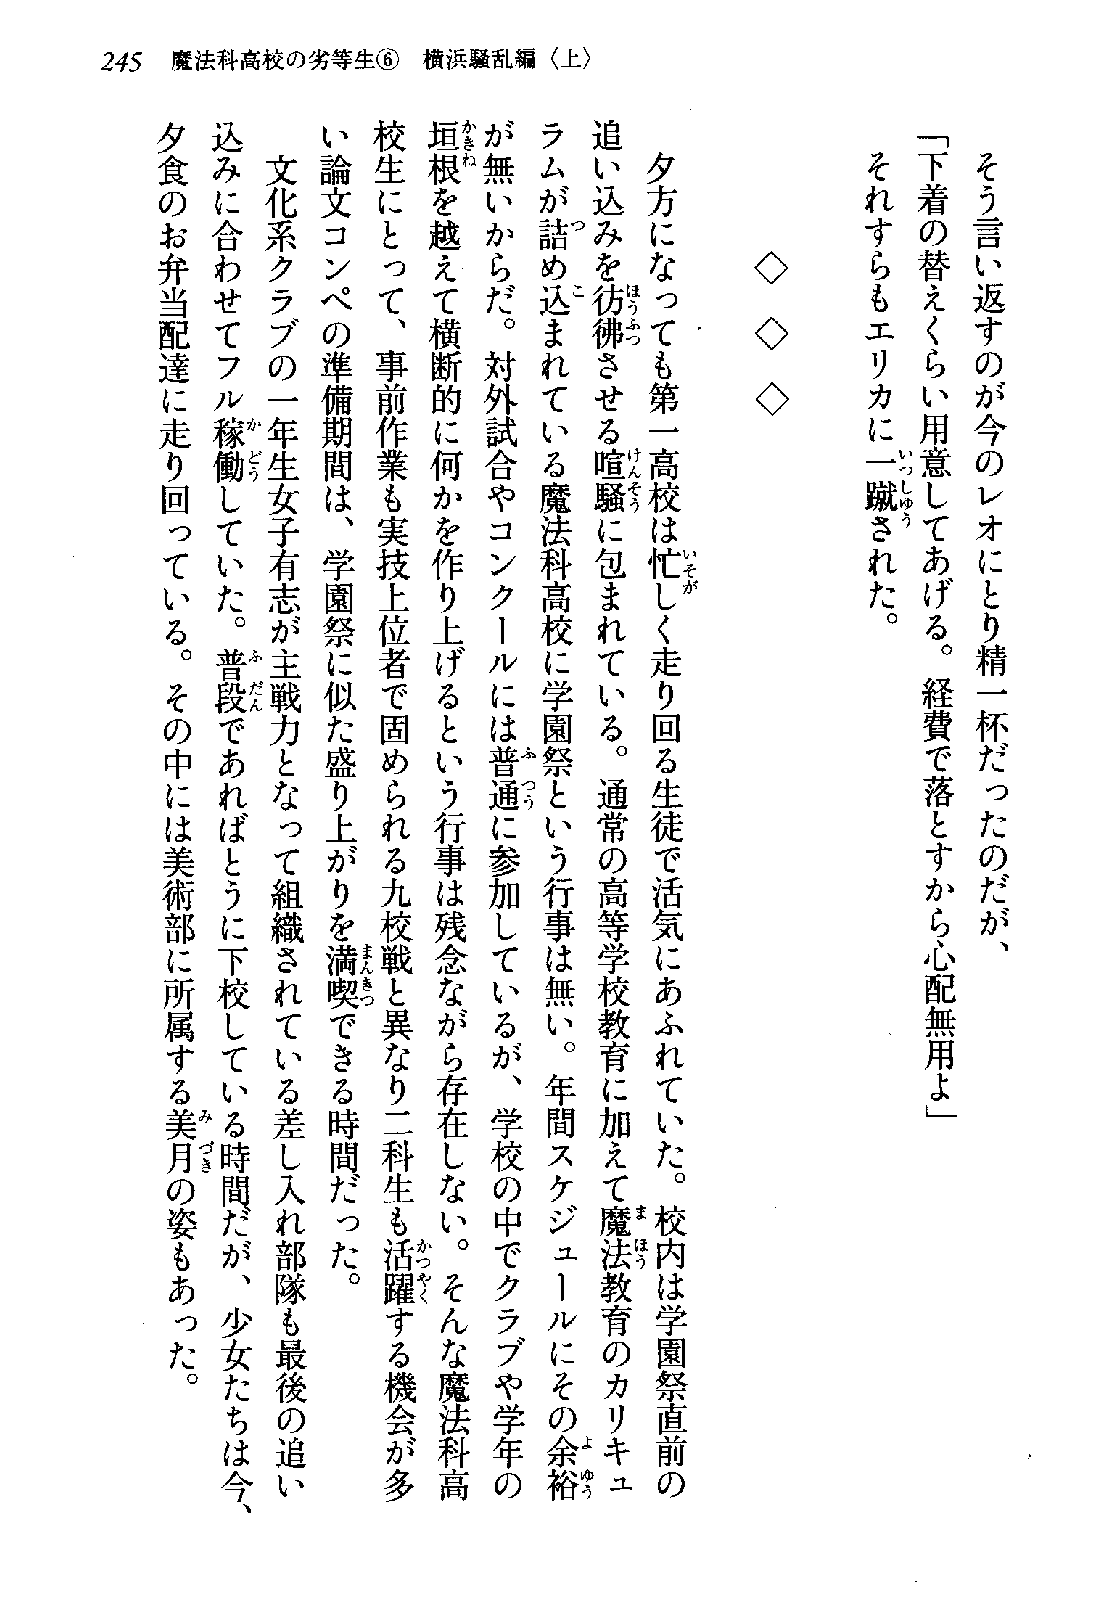 245　魔法科高校の劣等生⑥　横浜騒乱編〈上〉
　そう言い返すのが今のレオにとり精一杯だったのだが、
「下着の替えくらい用意してあげる。経費で落とすから心配無用よ」
　それすらもエリカに一蹴された。
◇　◇　◇
　夕方になっても第一高校は忙しく走り回る生徒で活気にあふれていた。校内は学園祭直前の
追い込みを彷彿させる喧騒に包まれている。通常の高等学校教育に加えて魔法教育のカリキュ
ラムが詰め込まれている魔法科高校に学園祭という行事は無い。年間スケジュールにその余裕
が無いからだ。対外試合やコンクールには普通に参加しているが、学校の中でクラブや学年の
垣根を越えて横断的に何かを作り上げるという行事は残念ながら存在しない。そんな魔法科高
校生にとって、事前作業も実技上位者で固められる九校戦と異なり二科生も活躍する機会が多
い論文コンペの準備期間は、学園祭に似た盛り上がりを満喫できる時間だった。
　文化系クラブの一年生女子有志が主戦力となって組織されている差し入れ部隊も最後の追い
込みに合わせてフル稼働していた。普段であればとうに下校している時間だが、少女たちは今、
夕食のお弁当配達に走り回っている。その中には美術部に所属する美月の姿もあった。